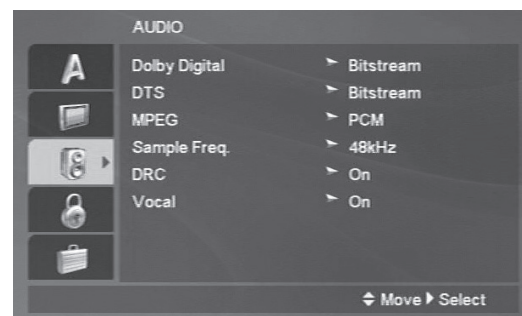 AUDIO
A
Dolby Digital Bitstream
DTS Bitstream
MPEG PCM
Sample Freq. 48kHz
DRC On
Vocal On
Move Select